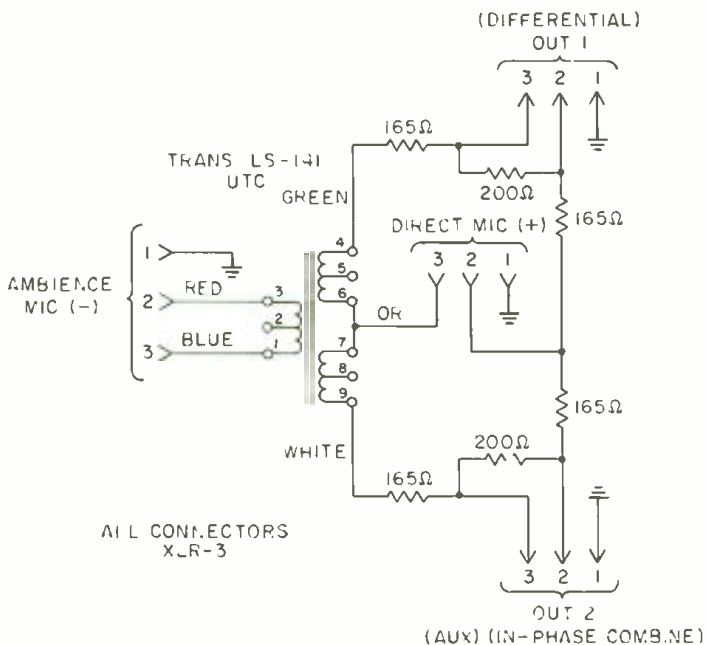 (DIFFERENTIAL)
OUT 1
3 2 1
165Ω
TRANS LS-141
UTC
GREEN
200Ω
165Ω
DIRECT MIC (+)
3 2 1
4
5
6
AMBIENCE
MIC (-)
1
2
3
RED
BLUE
3
2
1
OR
7
8
9
165Ω
200Ω
WHITE
165Ω
ALL CONNECTORS
XLR-3
3 2 1
OUT 2
(AUX) (IN-PHASE COMBINE)